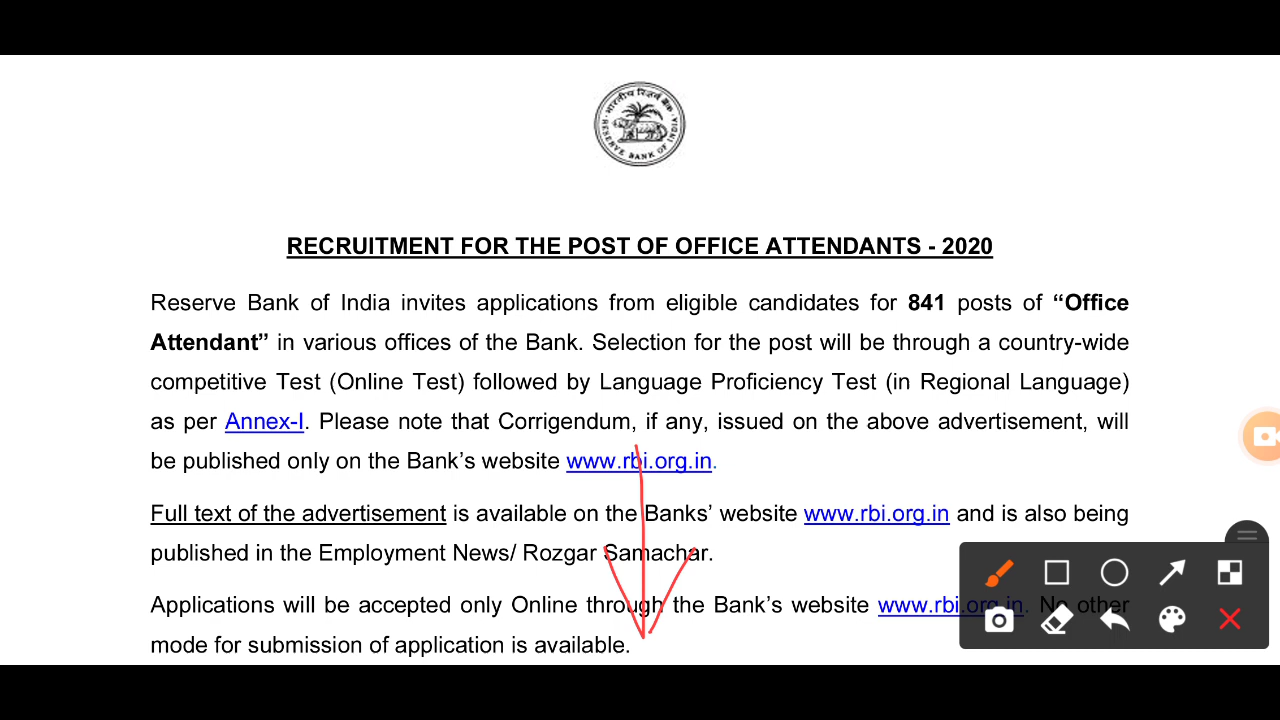 भारतीय रिज़र्व बैंक
RESERVE BANK OF INDIA
RECRUITMENT FOR THE POST OF OFFICE ATTENDANTS - 2020
Reserve Bank of India invites applications from eligible candidates for 841 posts of “Office
Attendant” in various offices of the Bank. Selection for the post will be through a country-wide
competitive Test (Online Test) followed by Language Proficiency Test (in Regional Language)
as per Annex-I. Please note that Corrigendum, if any, issued on the above advertisement, will
be published only on the Bank’s website www.rbi.org.in.
Full text of the advertisement is available on the Banks’ website www.rbi.org.in and is also being
published in the Employment News/ Rozgar Samachar.
Applications will be accepted only Online through the Bank’s website www.rbi.org.in. No other
mode for submission of application is available.